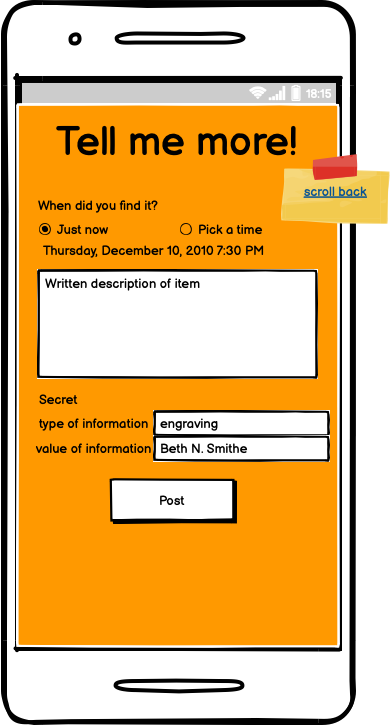 18:15
Tell me more!
scroll back
When did you find it?
Just now Pick a time
Thursday, December 10, 2010 7:30 PM
Written description of item
Secret
type of information engraving
value of information Beth N. Smithe
Post